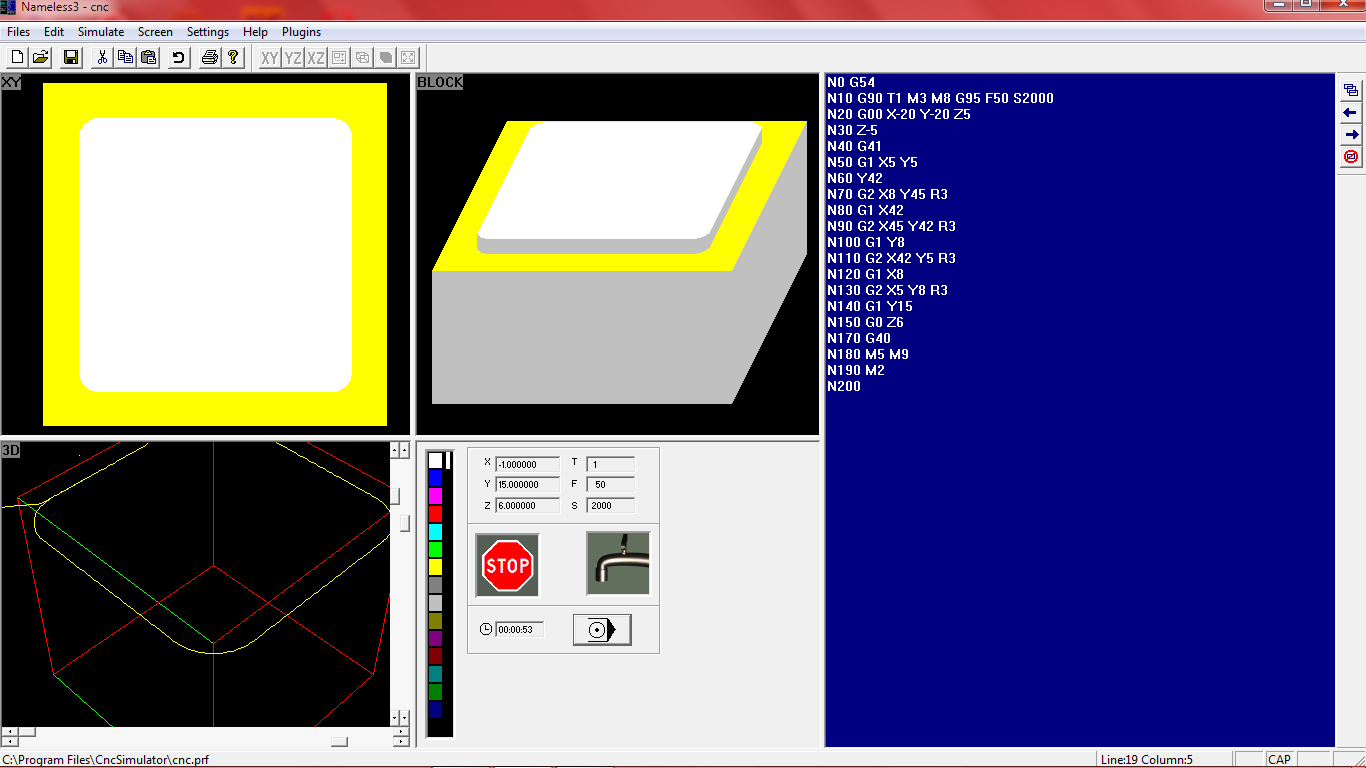 Nameless3 - cnc
Files Edit Simulate Screen Settings Help Plugins
XY YZ XZ
XY
BLOCK
N0 G54
N10 G90 T1 M3 M8 G95 F50 S2000
N20 G00 X-20 Y-20 Z5
N30 Z-5
N40 G41
N50 G1 X5 Y5
N60 Y42
N70 G2 X8 Y45 R3
N80 G1 X42
N90 G2 X45 Y42 R3
N100 G1 Y8
N110 G2 X42 Y5 R3
N120 G1 X8
N130 G2 X5 Y8 R3
N140 G1 Y15
N150 G0 Z6
N170 G40
N180 M5 M9
N190 M2
N200
3D
X -1.000000 T 1
Y 15.000000 F 50
Z 6.000000 S 2000
STOP
00:00:53
C:\Program Files\CncSimulator\cnc.prf
Line:19 Column:5
CAP